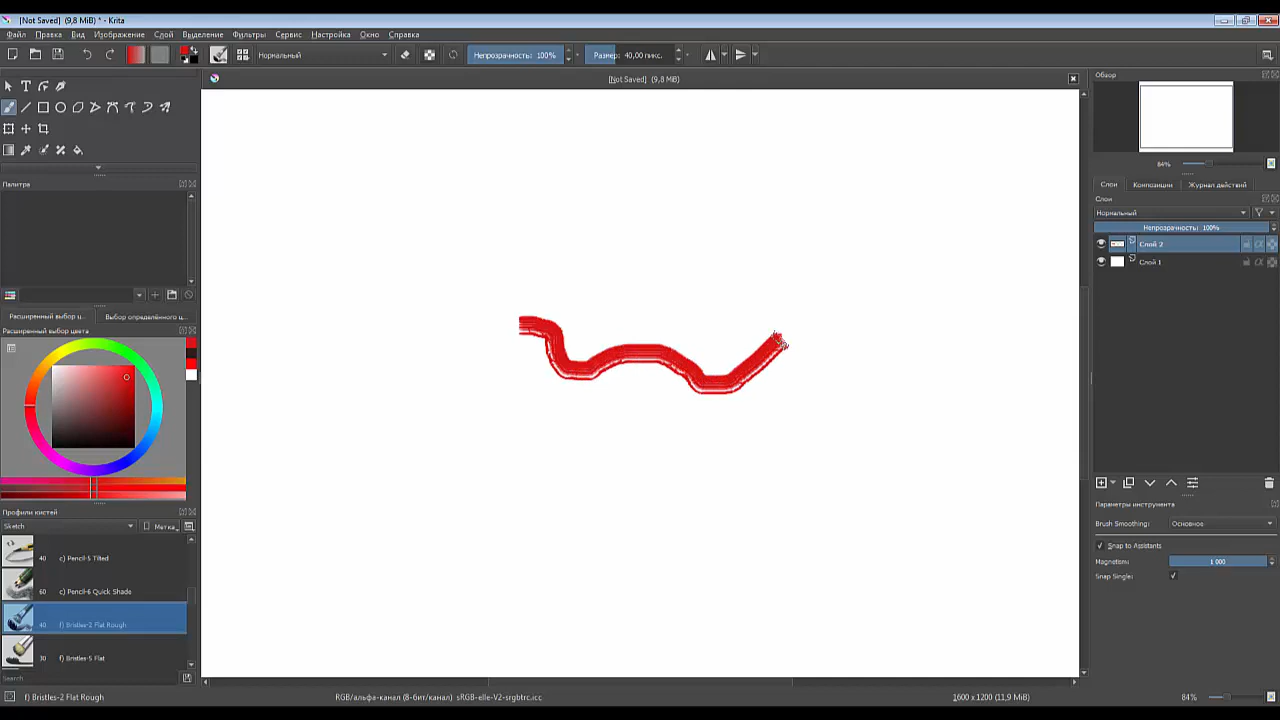 [Not Saved] (9,8 MiB) * - Krita
Файл Правка Вид Изображение Слой Выделение Фильтры Сервис Настройка Окно Справка
Нормальный Непрозрачность: 100% Размер: 40,00 пикс.
[Not Saved] (9,8 MiB)
Обзор
84%
Палитра
Слои Композиции Журнал действий
Слои
Нормальный
Непрозрачность: 100%
Слой 2
Слой 1
Расширенный выбор ц... Выбор определённого ц...
Расширенный выбор цвета
Параметры инструмента
Brush Smoothing: Основное
Snap to Assistants
Magnetism: 1 000
Snap Single:
Профили кистей
Sketch Метка
40 c) Pencil-5 Tilted
60 c) Pencil-6 Quick Shade
40 f) Bristles-2 Flat Rough
30 f) Bristles-5 Flat
Search
f) Bristles-2 Flat Rough RGB/альфа-канал (8-бит/канал) sRGB-elle-V2-srgbtrc.icc 1600 x 1200 (11,9 MiB) 84%